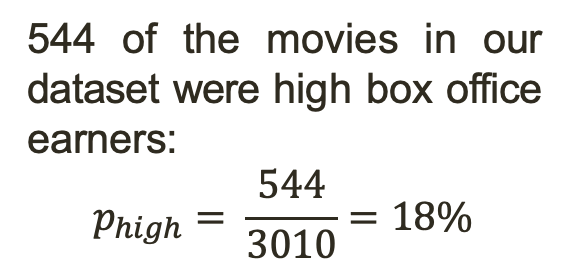 544 of the movies in our
dataset were high box office
earners:
p_high = 544/3010 = 18%